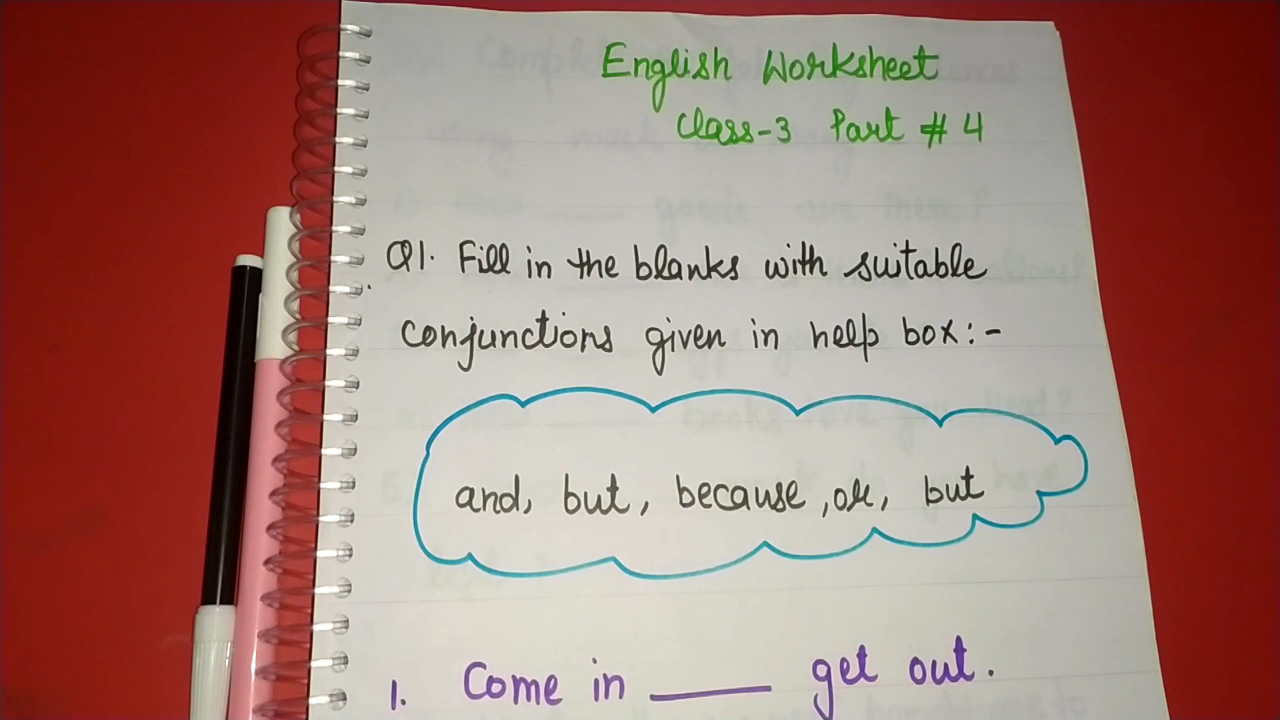 English Worksheet
Class-3 Part # 4
Q1. Fill in the blanks with suitable
conjunctions given in help box:-
and, but, because, or, but
1. Come in ____ get out.